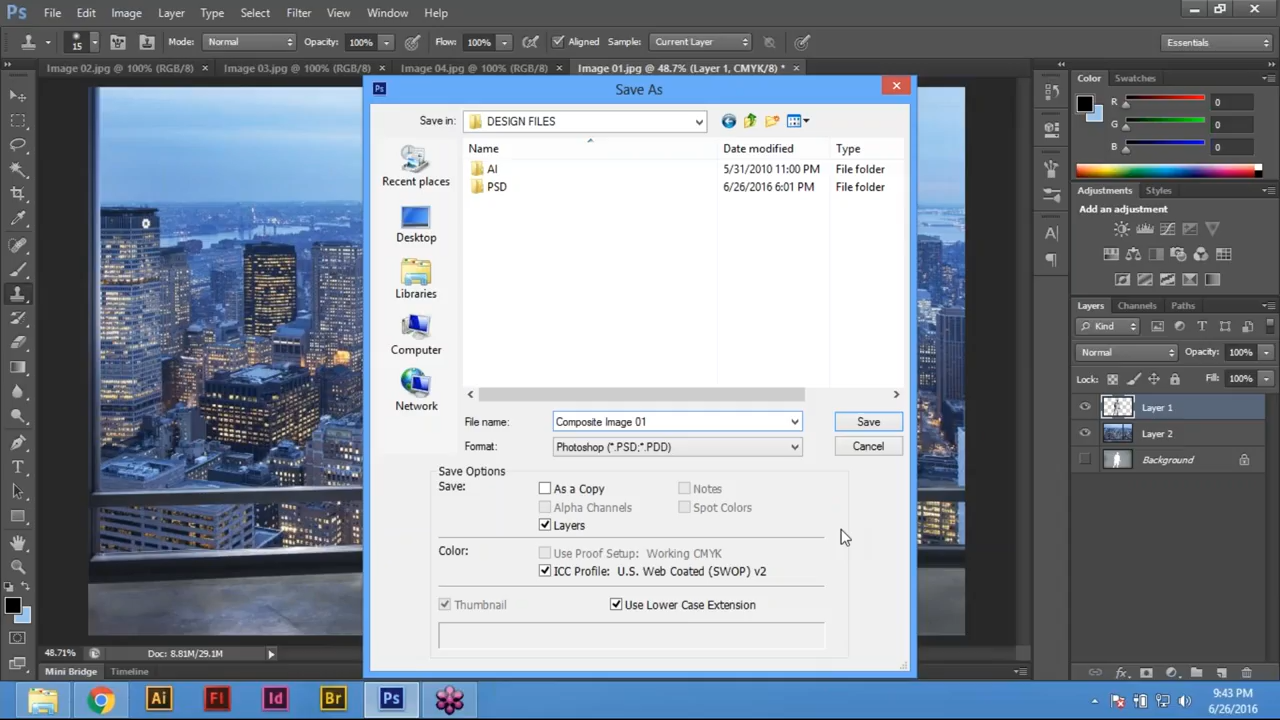 Ps File Edit Image Layer Type Select Filter View Window Help
15 Mode: Normal Opacity: 100% Flow: 100% Aligned Sample: Current Layer Essentials
Image 02.jpg @ 100% (RGB/8) × Image 03.jpg @ 100% (RGB/8) × Image 04.jpg @ 100% (RGB/8) × Image 01.jpg @ 48.7% (Layer 1, CMYK/8) * ×
Ps Save As
Save in: DESIGN FILES
Name Date modified Type
AI 5/31/2010 11:00 PM File folder
PSD 6/26/2016 6:01 PM File folder
Recent places
Desktop
Libraries
Computer
Network
File name: Composite Image 01 Save
Format: Photoshop (*.PSD;*.PDD) Cancel
Save Options
Save: As a Copy Notes
Alpha Channels Spot Colors
Layers
Color: Use Proof Setup: Working CMYK
ICC Profile: U.S. Web Coated (SWOP) v2
Thumbnail Use Lower Case Extension
Color Swatches
R 0
G 0
B 0
Adjustments Styles
Add an adjustment
Layers Channels Paths
Kind
Normal Opacity: 100%
Lock: Fill: 100%
Layer 1
Layer 2
Background
48.71% Doc: 8.81M/29.1M
Mini Bridge Timeline
Ai Fl Id Br Ps
9:43 PM
6/26/2016